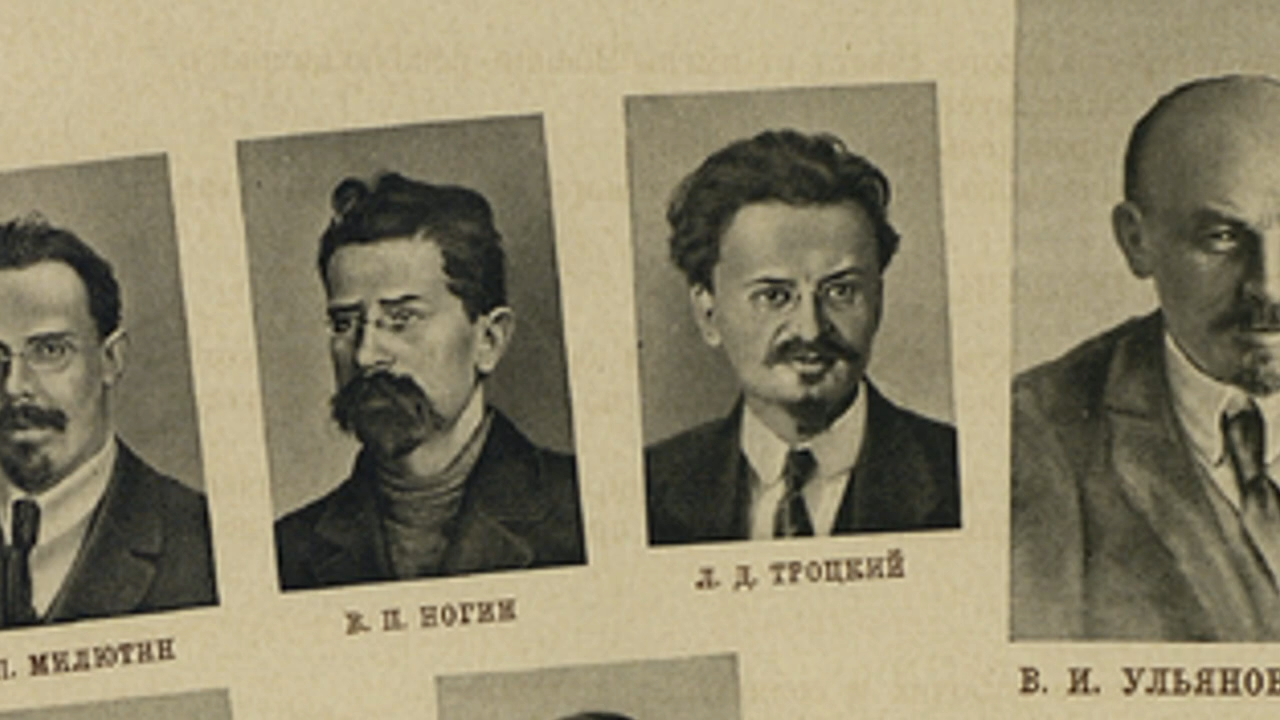 П. МИЛЮТИН
В. П. НОГИН
Л. Д. ТРОЦКИЙ
В. И. УЛЬЯНОВ